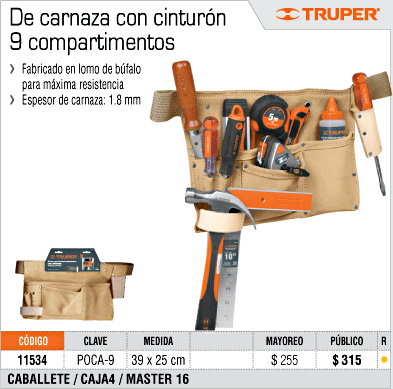 De carnaza con cinturón
9 compartimentos
TRUPER®
› Fabricado en lomo de búfalo
para máxima resistencia
› Espesor de carnaza: 1.8 mm
5m
10"
TRUPER
CÓDIGO CLAVE MEDIDA MAYOREO PÚBLICO R
11534 POCA-9 39 x 25 cm $ 255 $ 315
CABALLETE / CAJA4 / MASTER 16